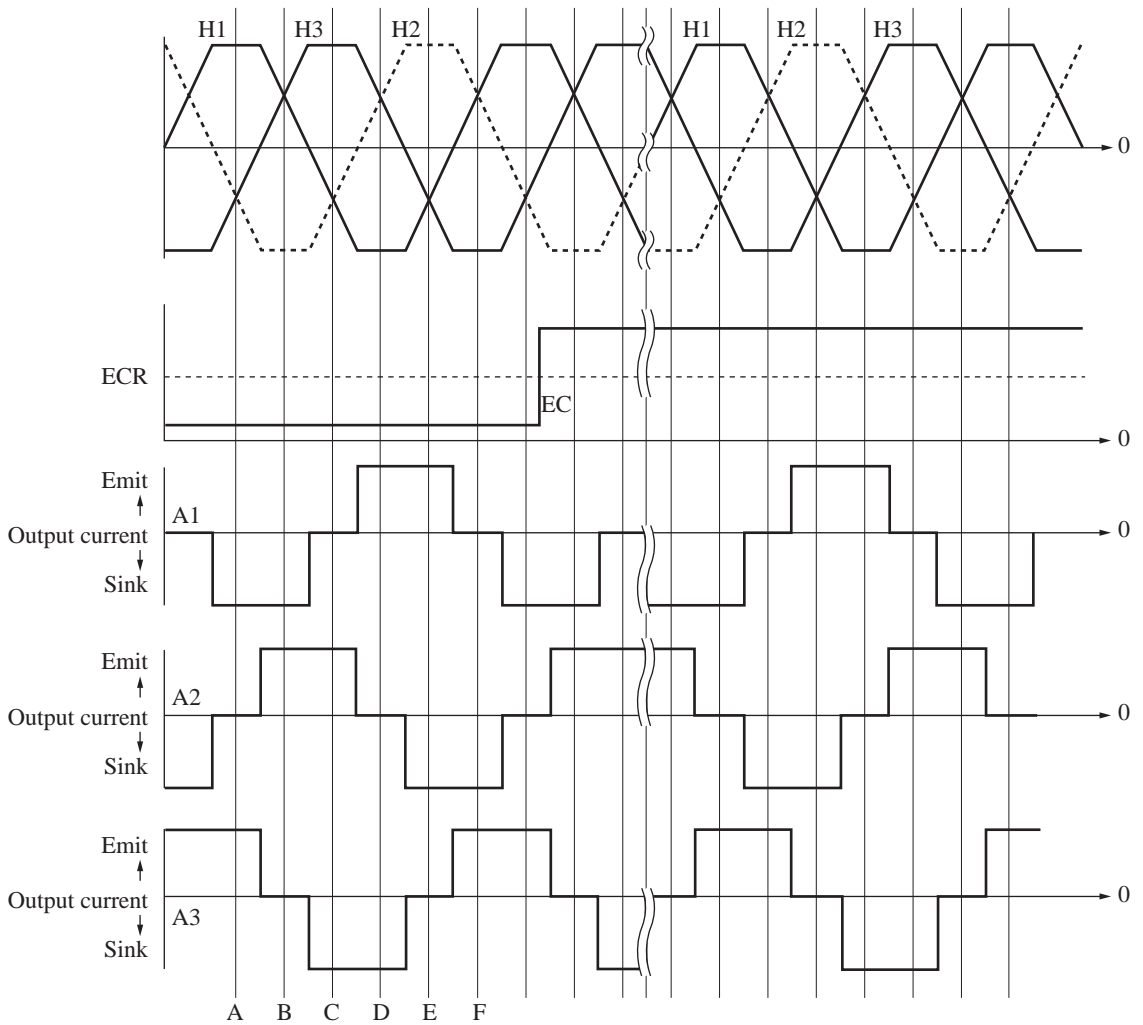 H1 H3 H2 H1 H2 H3
0
ECR
EC
0
Emit
A1
Output current
0
Sink
Emit
A2
Output current
0
Sink
Emit
Output current
0
A3
Sink
A B C D E F